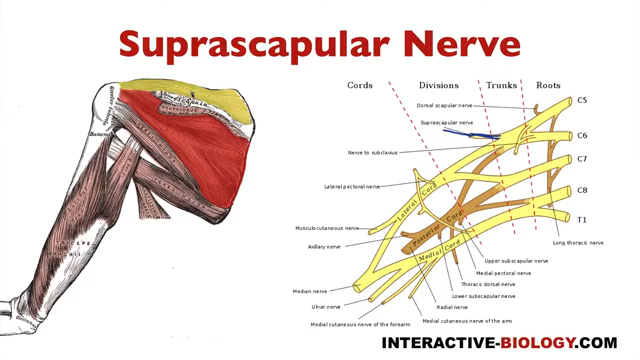 Suprascapular Nerve
Cords Divisions Trunks Roots
Dorsal scapular nerve
C5
Suprascapular nerve
C6
Nerve to subclavius
C7
Lateral pectoral nerve
C8
Lateral Cord
T1
Posterior Cord
Musculocutaneous nerve
Medial Cord
Axillary nerve
Long thoracic nerve
Upper subscapular nerve
Medial pectoral nerve
Thoraco dorsal nerve
Median nerve
Lower subscapular nerve
Ulnar nerve
Radial nerve
Medial cutaneous nerve of the forearm
Medial cutaneous nerve of the arm
INTERACTIVE-BIOLOGY.COM